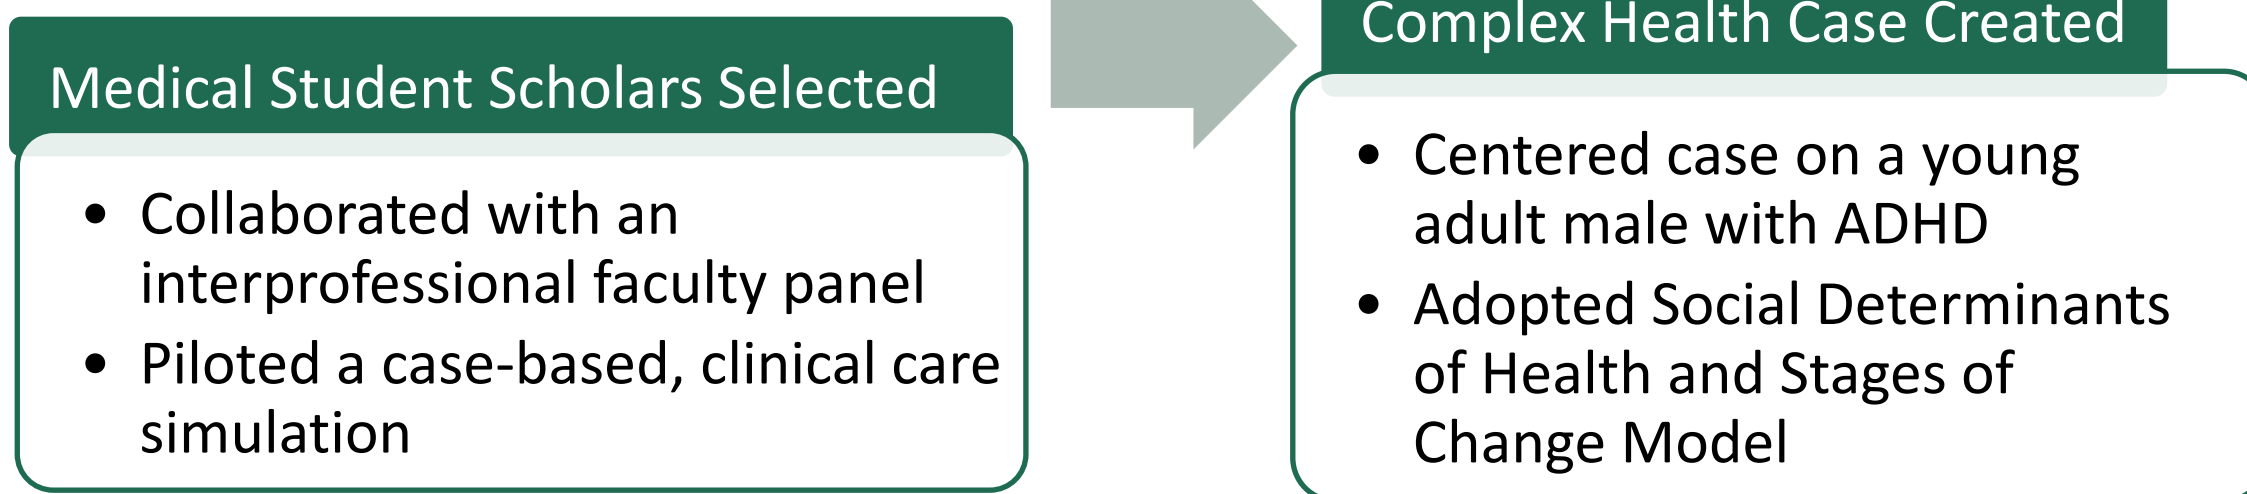 Medical Student Scholars Selected
• Collaborated with an
interprofessional faculty panel
• Piloted a case-based, clinical care
simulation
Complex Health Case Created
• Centered case on a young
adult male with ADHD
• Adopted Social Determinants
of Health and Stages of
Change Model